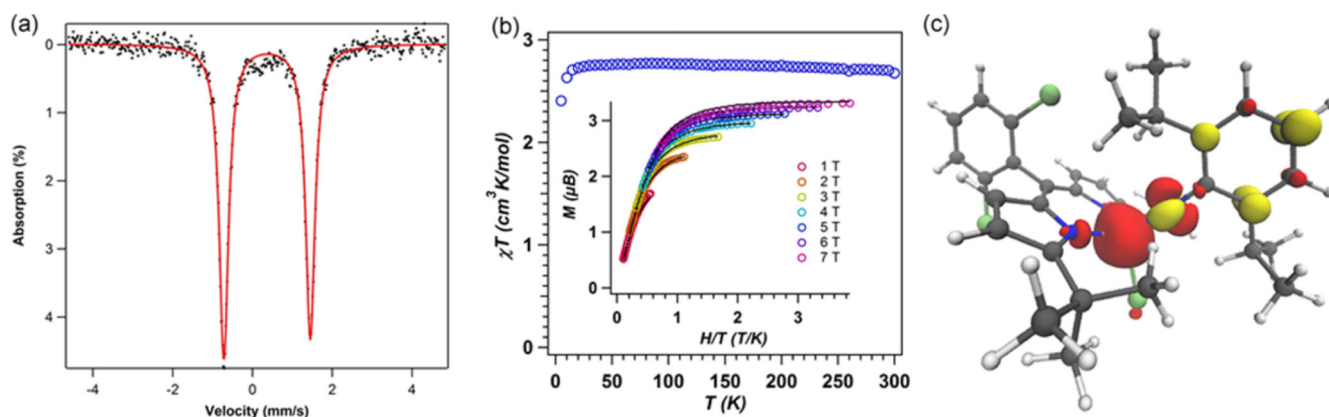 (a)
Absorption (%)
0
1
2
3
4
-4 -2 0 2 4
Velocity (mm/s)
(b)
χT (cm³ K/mol)
3
2
1
0
0 50 100 150 200 250 300
T (K)
M (μB)
3
2
1
0
0 1 2 3
H/T (T/K)
1 T
2 T
3 T
4 T
5 T
6 T
7 T
(c)